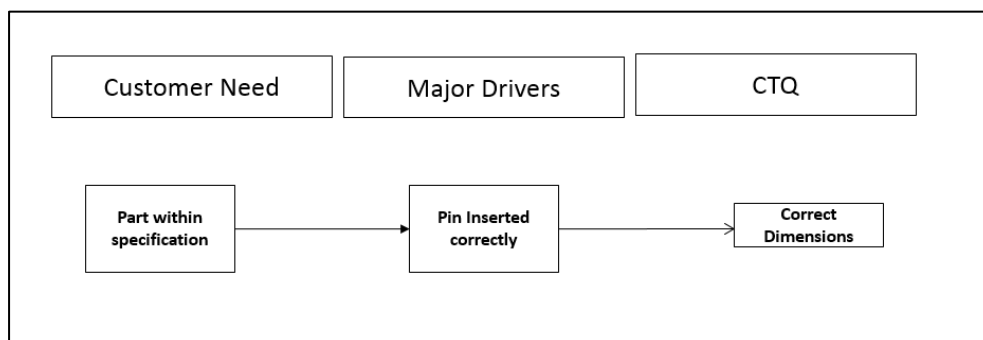 Customer Need
Major Drivers
CTQ
Part within
specification
Pin Inserted
correctly
Correct
Dimensions